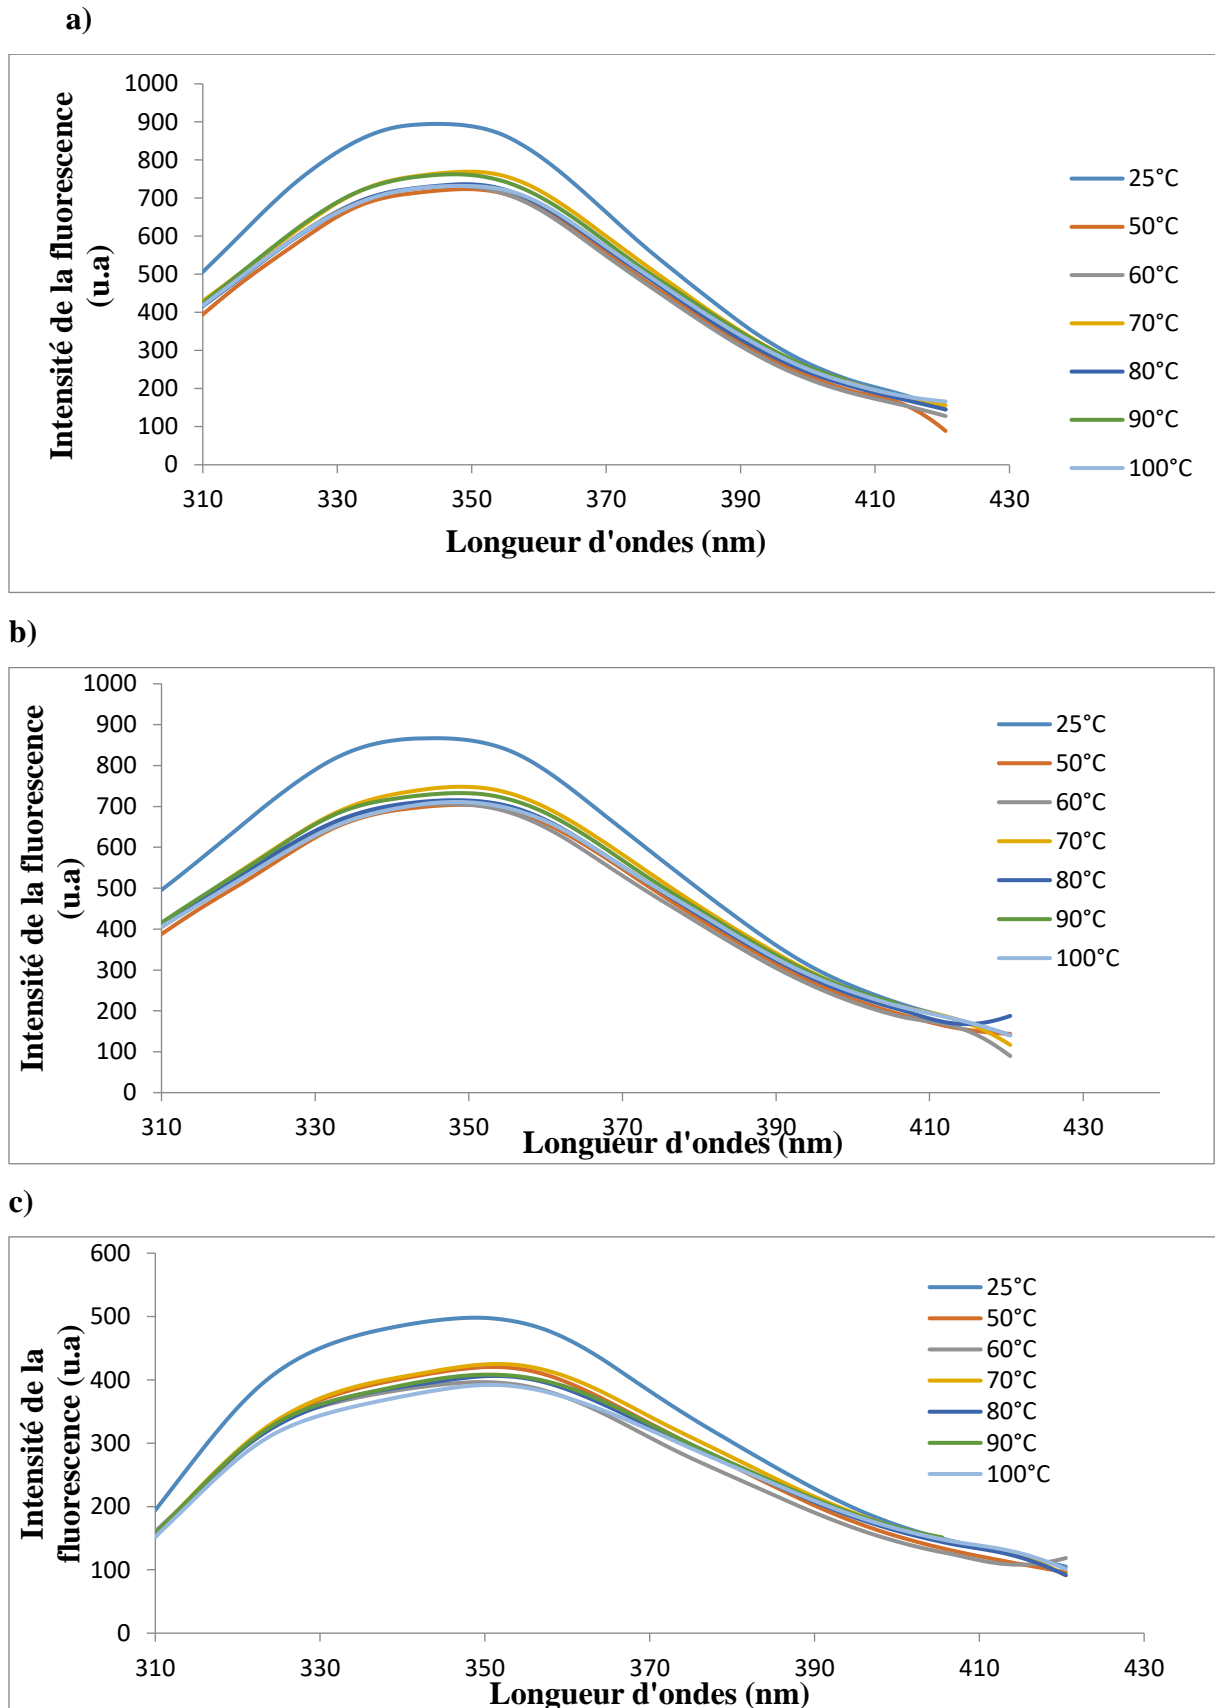 a)
Intensité de la fluorescence
(u.a)
1000
900
800
700
600
500
400
300
200
100
0
310 330 350 370 390 410 430
Longueur d'ondes (nm)
25°C
50°C
60°C
70°C
80°C
90°C
100°C
b)
Intensité de la fluorescence
(u.a)
1000
900
800
700
600
500
400
300
200
100
0
310 330 350 370 390 410 430
Longueur d'ondes (nm)
25°C
50°C
60°C
70°C
80°C
90°C
100°C
c)
Intensité de la
fluorescence (u.a)
600
500
400
300
200
100
0
310 330 350 370 390 410 430
Longueur d'ondes (nm)
25°C
50°C
60°C
70°C
80°C
90°C
100°C